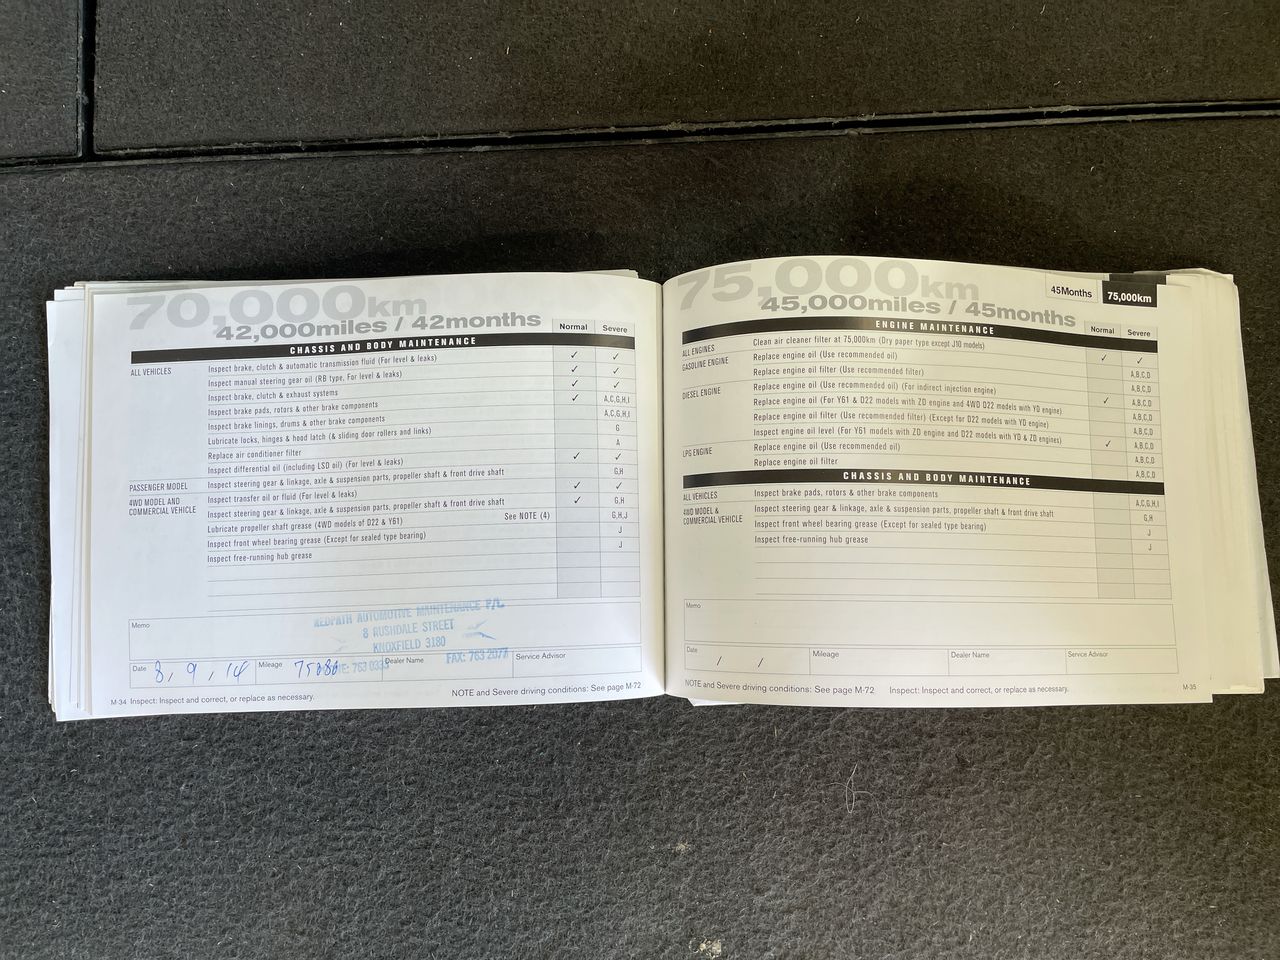 70,000km
42,000miles / 42months
Normal Severe
CHASSIS AND BODY MAINTENANCE
ALL VEHICLES Inspect brake, clutch & automatic transmission fluid (For level & leaks) ✓ ✓
Inspect manual steering gear oil (RB type, For level & leaks) ✓ ✓
Inspect brake, clutch & exhaust systems ✓ ✓
Inspect brake pads, rotors & other brake components ✓ A,C,G,H,I
Inspect brake linings, drums & other brake components A,C,G,H,I
Lubricate locks, hinges & hood latch (& sliding door rollers and links) G
Replace air conditioner filter A
Inspect differential oil (including LSD oil) (For level & leaks) ✓ ✓
PASSENGER MODEL Inspect steering gear & linkage, axle & suspension parts, propeller shaft & front drive shaft G,H
4WD MODEL AND COMMERCIAL VEHICLE Inspect transfer oil or fluid (For level & leaks) ✓ ✓
Inspect steering gear & linkage, axle & suspension parts, propeller shaft & front drive shaft ✓ G,H
Lubricate propeller shaft grease (4WD models of D22 & Y61) See NOTE (4) G,H,J
Inspect front wheel bearing grease (Except for sealed type bearing) J
Inspect free-running hub grease J
Memo
REDPATH AUTOMOTIVE MAINTENANCE P/L
8 RUSHDALE STREET
KNOXFIELD 3180
FAX: 763 2077
Date 8, 9, 14 Mileage Dealer Name Service Advisor
NOTE and Severe driving conditions: See page M-72
M-34 Inspect: Inspect and correct, or replace as necessary.
75,000km
45,000miles / 45months
45Months 75,000km
Normal Severe
ENGINE MAINTENANCE
ALL ENGINES Clean air cleaner filter at 75,000km (Dry paper type except J10 models)
GASOLINE ENGINE Replace engine oil (Use recommended oil) ✓ ✓
Replace engine oil filter (Use recommended filter) A,B,C,D
DIESEL ENGINE Replace engine oil (Use recommended oil) (For indirect injection engine) A,B,C,D
Replace engine oil (For Y61 & D22 models with ZD engine and 4WD D22 models with YD engine) ✓ A,B,C,D
Replace engine oil filter (Use recommended filter) (Except for D22 models with YD engine) A,B,C,D
Inspect engine oil level (For Y61 models with ZD engine and D22 models with YD & ZD engines) A,B,C,D
LPG ENGINE Replace engine oil (Use recommended oil) ✓ A,B,C,D
Replace engine oil filter A,B,C,D
CHASSIS AND BODY MAINTENANCE
ALL VEHICLES Inspect brake pads, rotors & other brake components A,C,G,H,I
4WD MODEL & COMMERCIAL VEHICLE Inspect steering gear & linkage, axle & suspension parts, propeller shaft & front drive shaft G,H
Inspect front wheel bearing grease (Except for sealed type bearing) J
Inspect free-running hub grease J
Memo
Date / / Mileage Dealer Name Service Advisor
NOTE and Severe driving conditions: See page M-72 Inspect: Inspect and correct, or replace as necessary. M-35